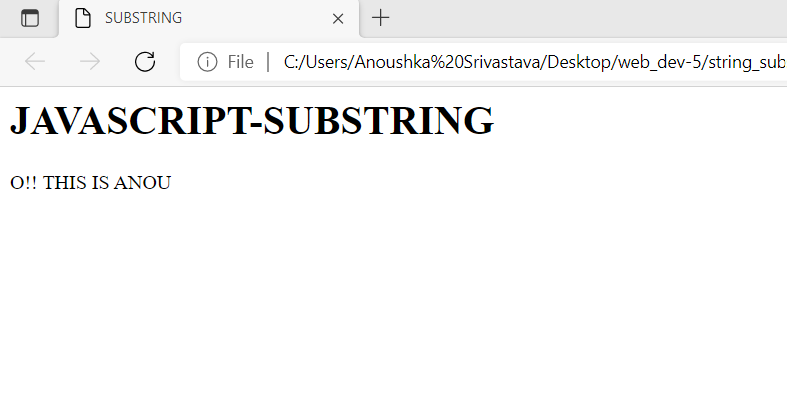 SUBSTRING
File | C:/Users/Anoushka%20Srivastava/Desktop/web_dev-5/string_sub
JAVASCRIPT-SUBSTRING
O!! THIS IS ANOU